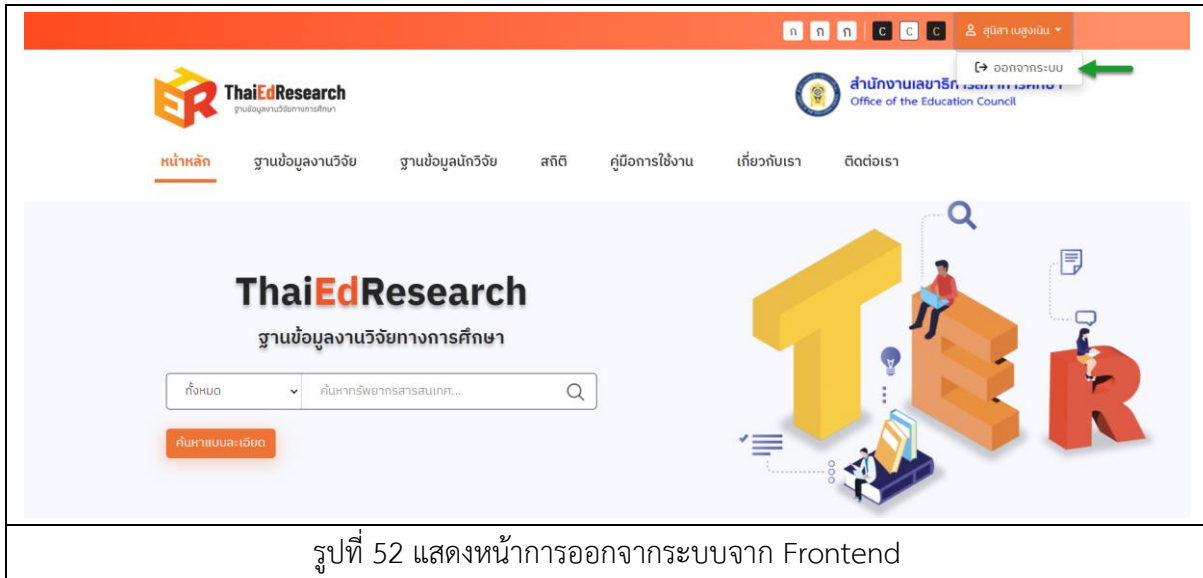 ก ก ก C C C สุนิสา เบสูงเนิน
ออกจากระบบ
TER
ThaiEdResearch
ฐานข้อมูลงานวิจัยทางการศึกษา
สำนักงานเลขาธิการสภาการศึกษา
Office of the Education Council
หน้าหลัก ฐานข้อมูลงานวิจัย ฐานข้อมูลนักวิจัย สถิติ คู่มือการใช้งาน เกี่ยวกับเรา ติดต่อเรา
ThaiEdResearch
ฐานข้อมูลงานวิจัยทางการศึกษา
ทั้งหมด ค้นหาทรัพยากรสารสนเทศ...
ค้นหาแบบละเอียด
TER
รูปที่ 52 แสดงหน้าการออกจากระบบจาก Frontend